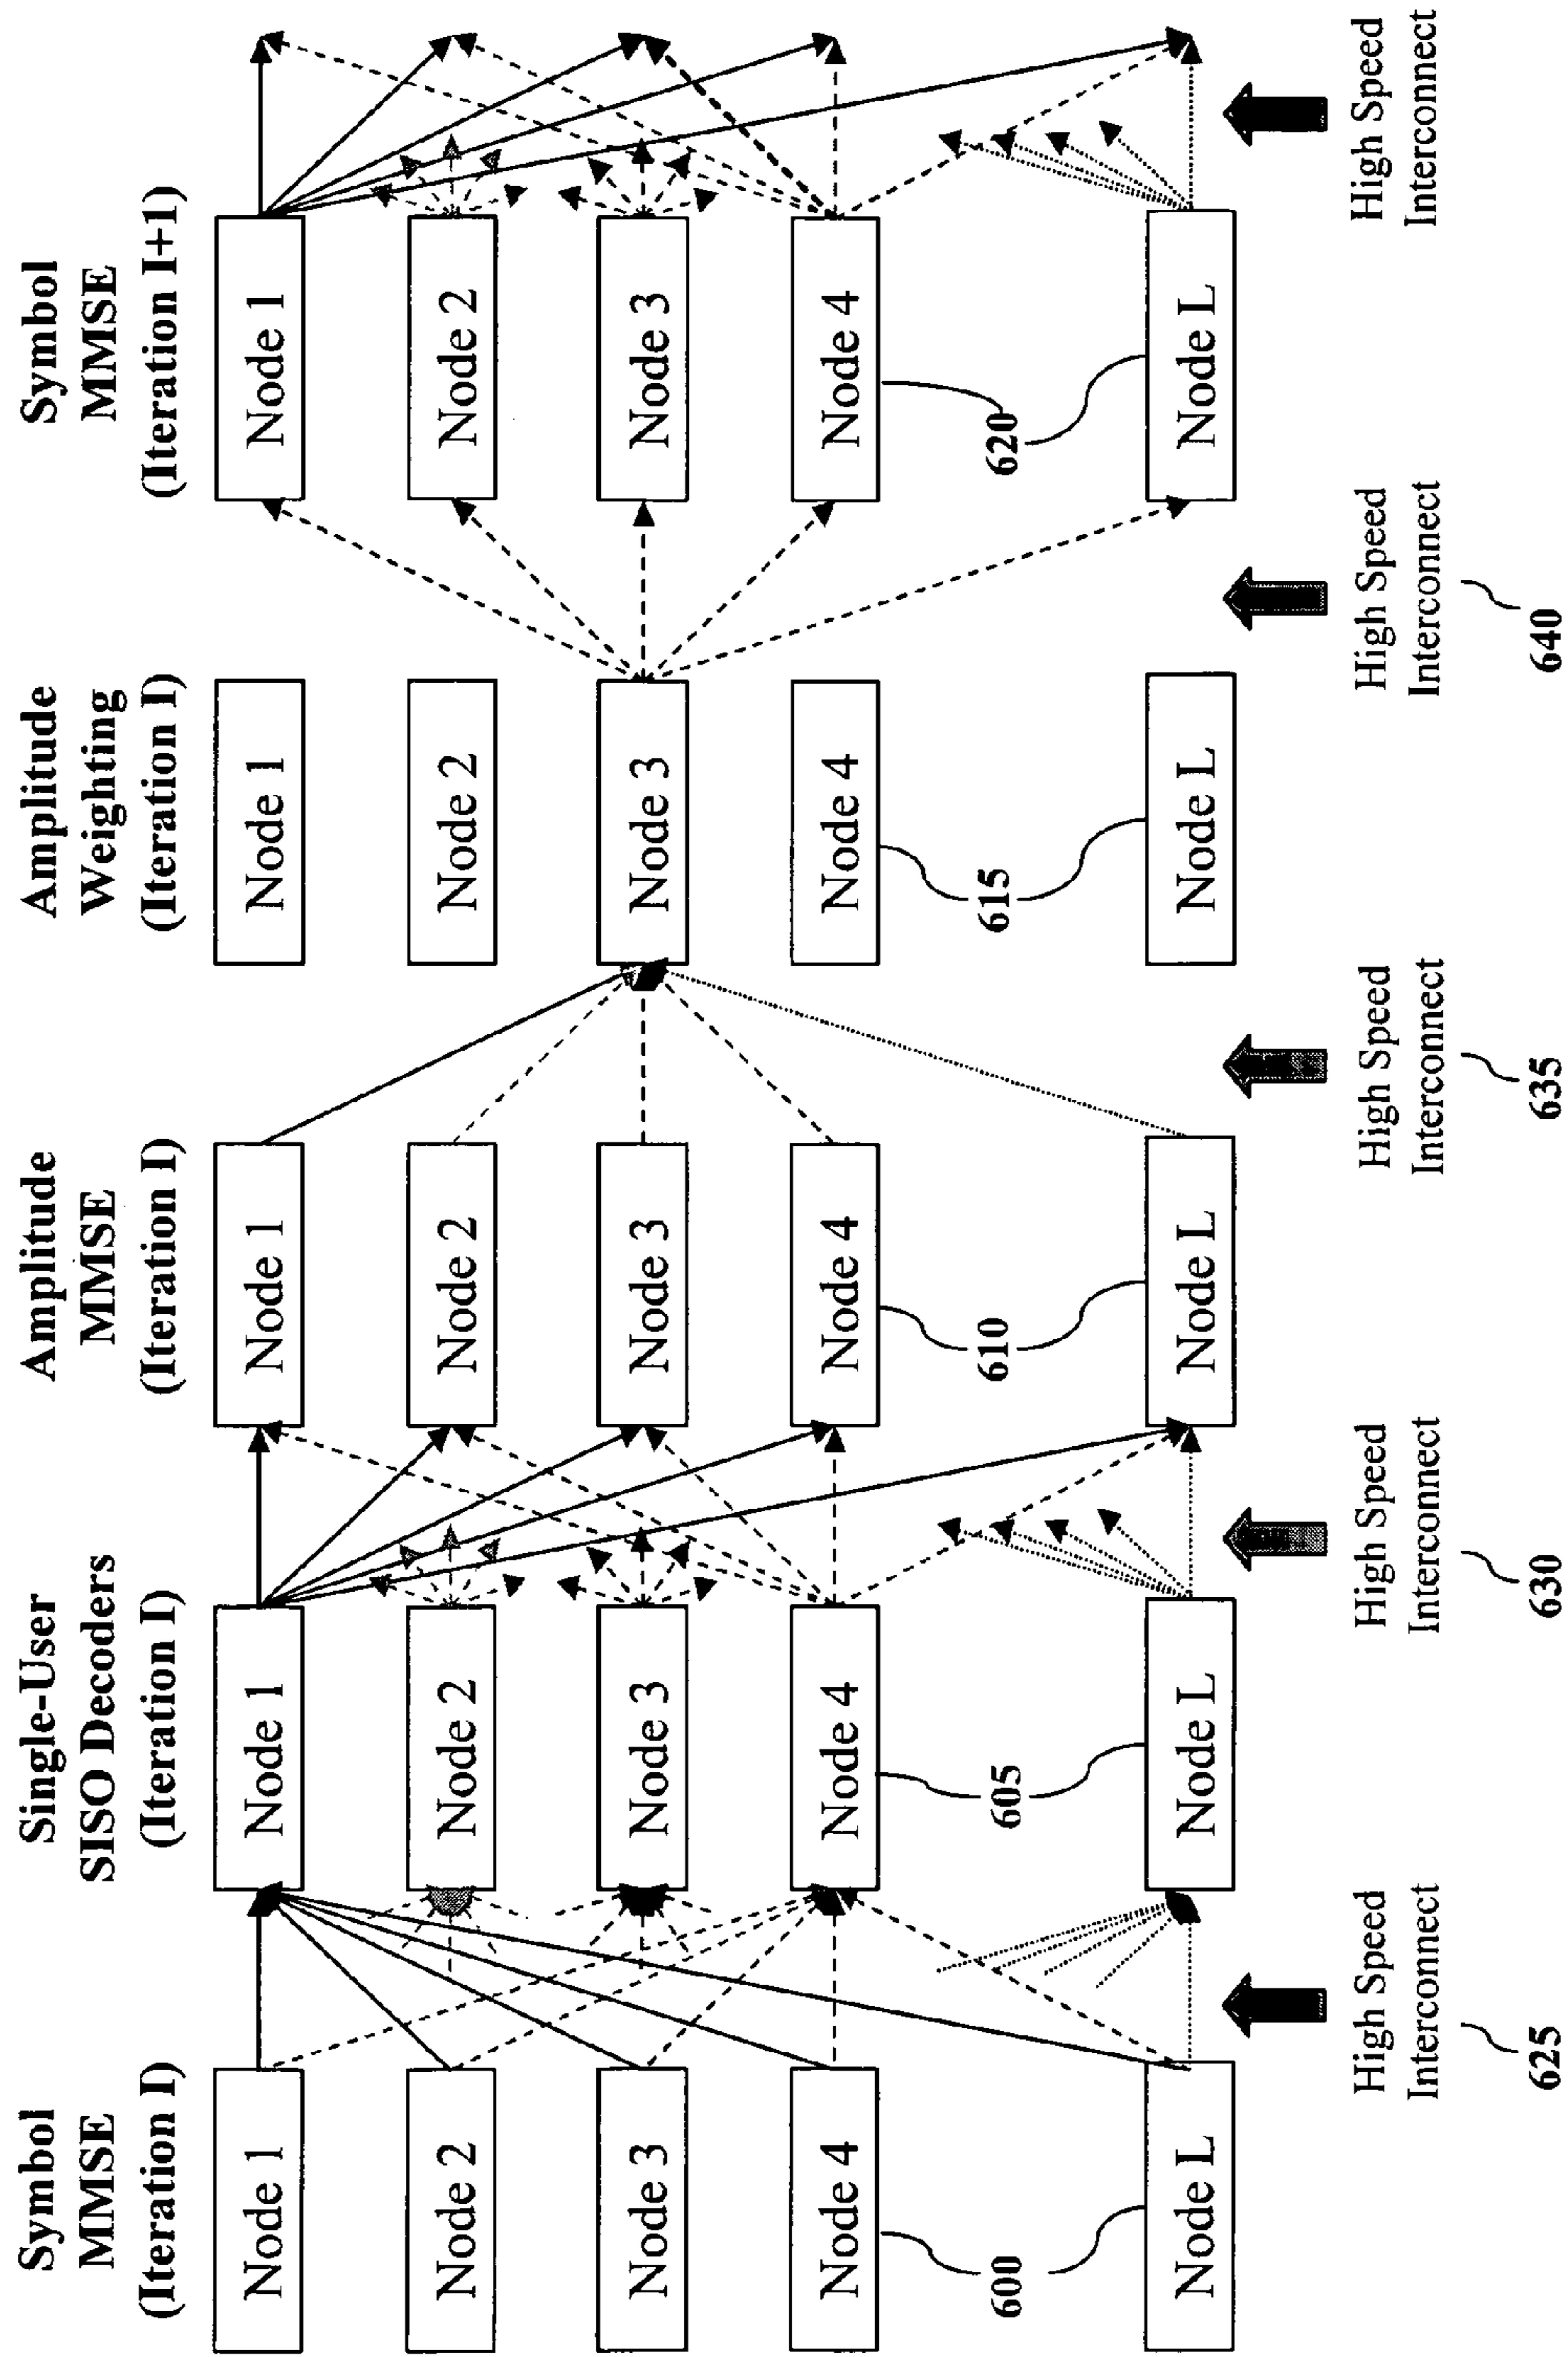 Symbol
MMSE
(Iteration I)
Node 1
Node 2
Node 3
Node 4
600
Node L
High Speed
Interconnect
625
Single-User
SISO Decoders
(Iteration I)
Node 1
Node 2
Node 3
Node 4
605
Node L
High Speed
Interconnect
630
Amplitude
MMSE
(Iteration I)
Node 1
Node 2
Node 3
Node 4
610
Node L
High Speed
Interconnect
635
Amplitude
Weighting
(Iteration I)
Node 1
Node 2
Node 3
Node 4
615
Node L
High Speed
Interconnect
640
Symbol
MMSE
(Iteration I+1)
Node 1
Node 2
Node 3
Node 4
620
Node L
High Speed
Interconnect